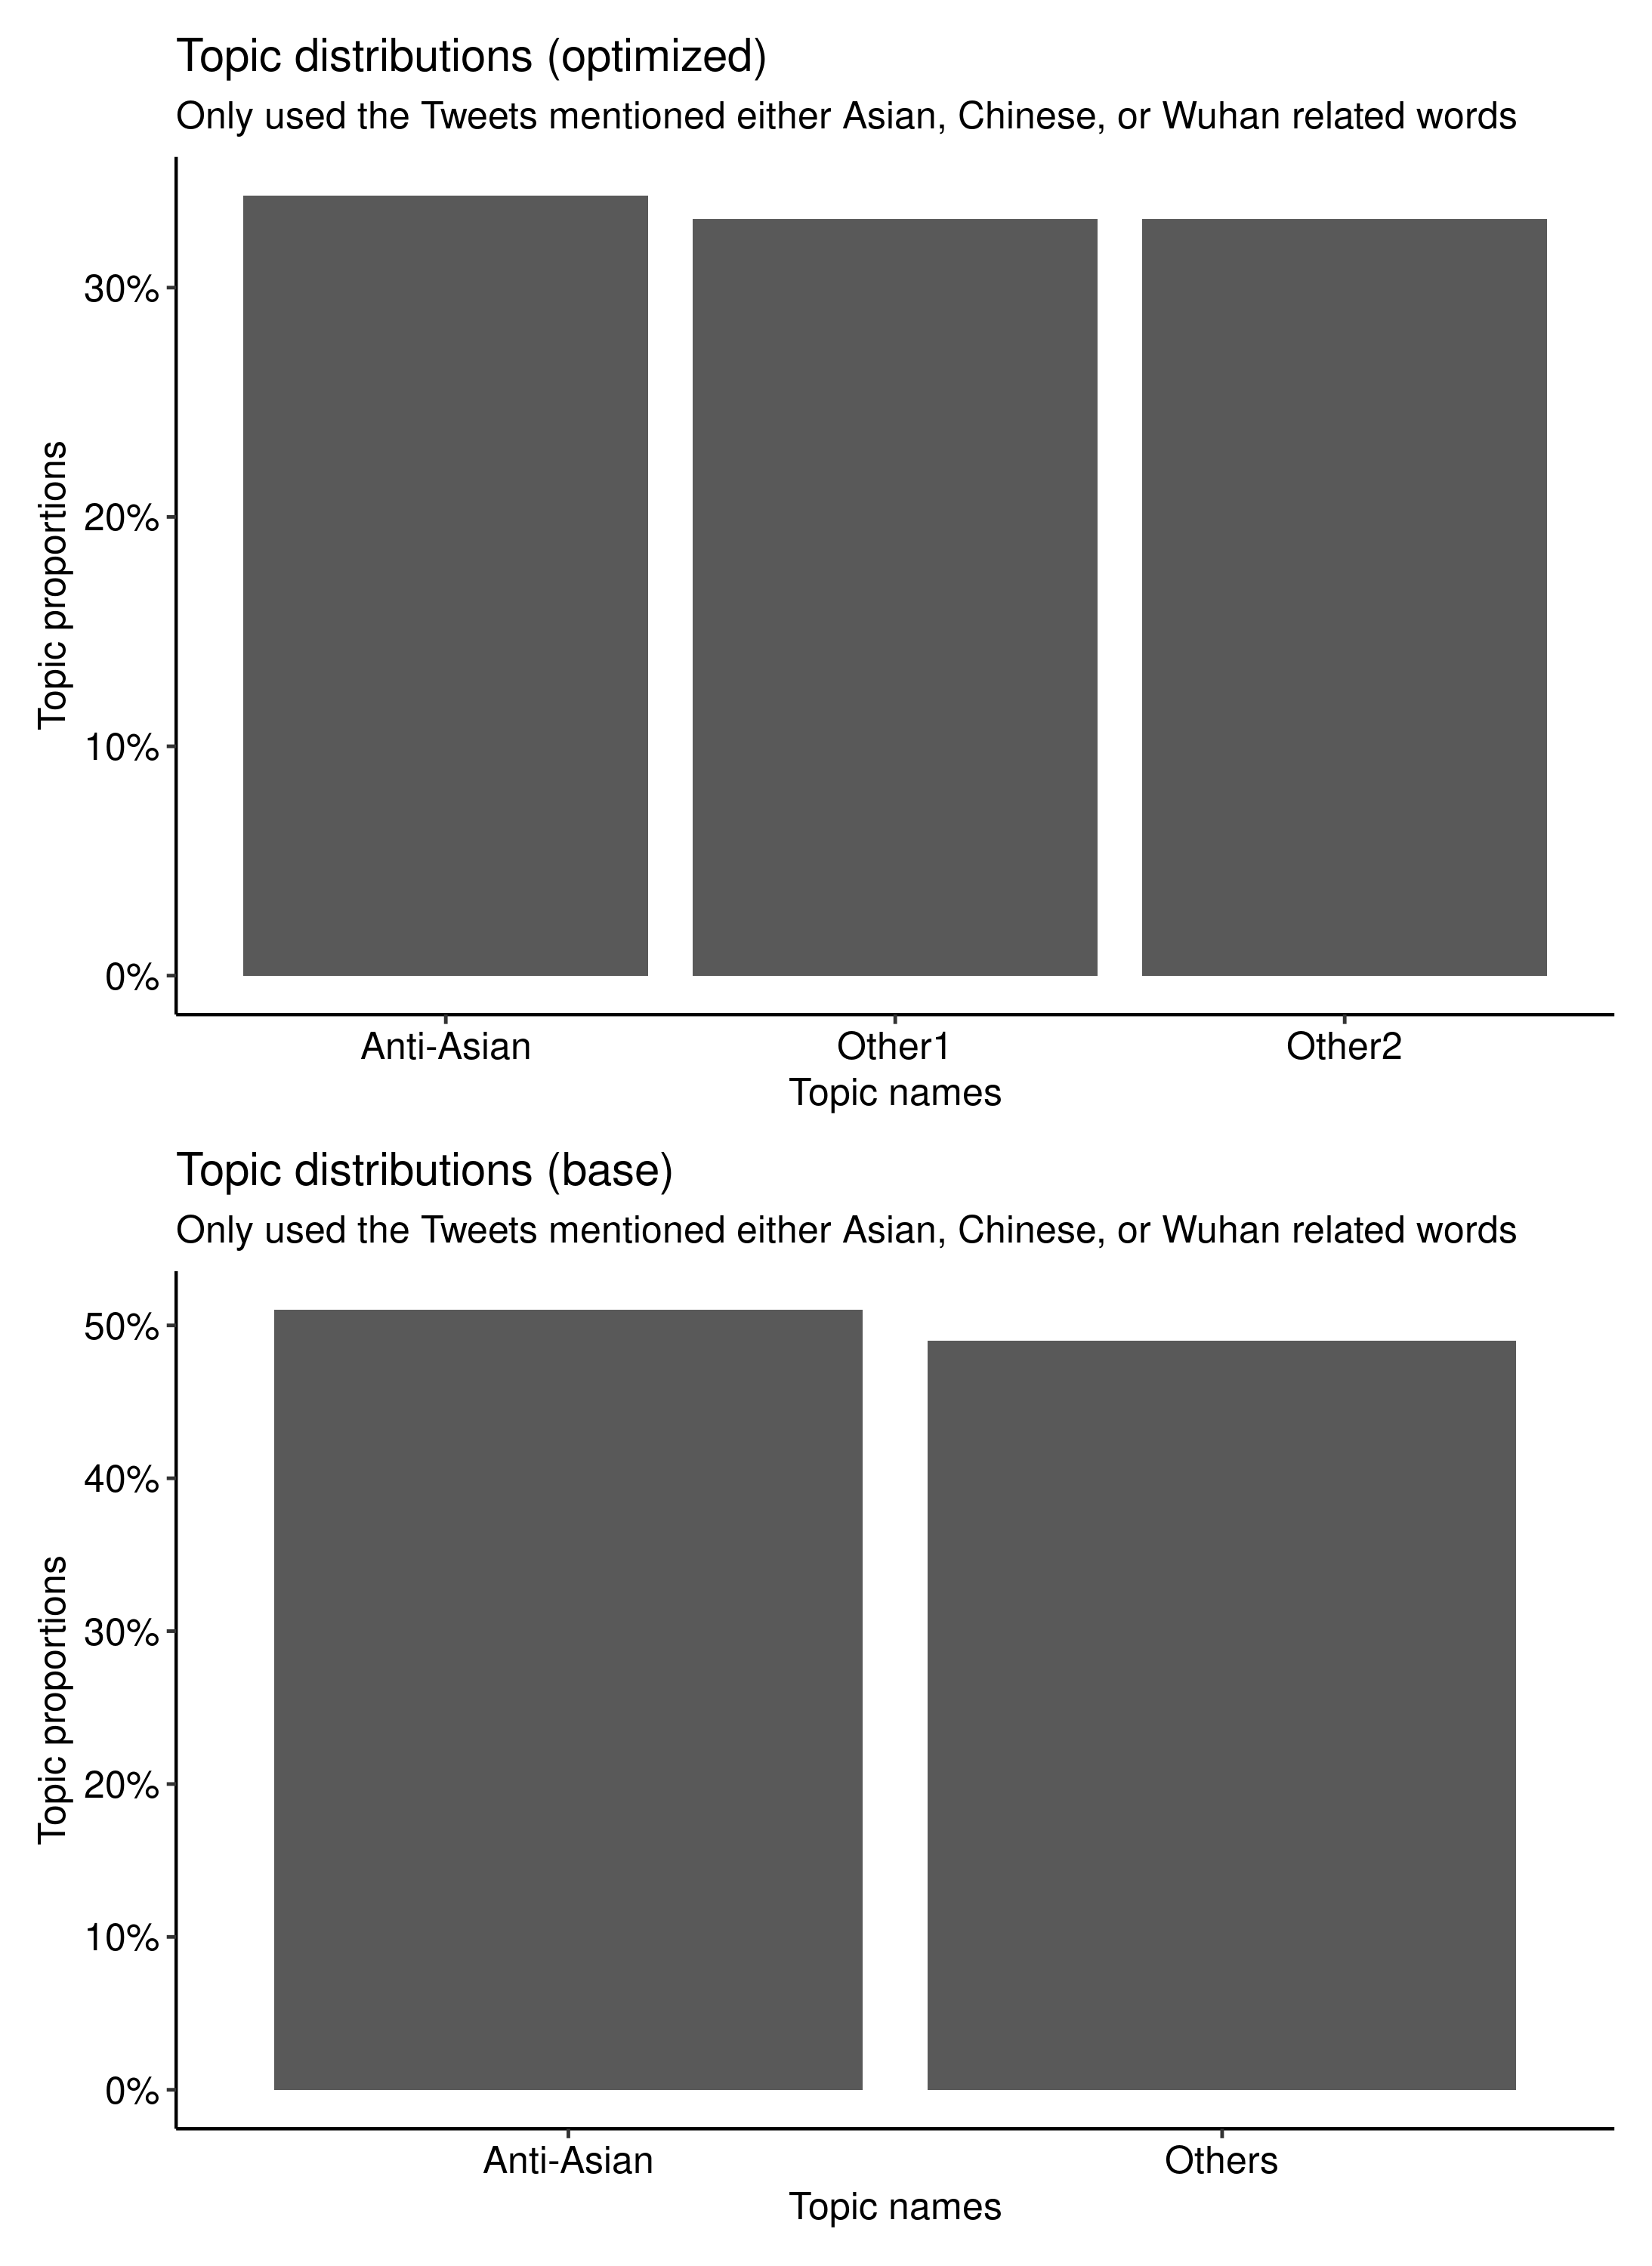 Topic distributions (optimized)
Only used the Tweets mentioned either Asian, Chinese, or Wuhan related words
Topic proportions
30%
20%
10%
0%
Anti-Asian
Other1
Other2
Topic names
Topic distributions (base)
Only used the Tweets mentioned either Asian, Chinese, or Wuhan related words
Topic proportions
50%
40%
30%
20%
10%
0%
Anti-Asian
Others
Topic names